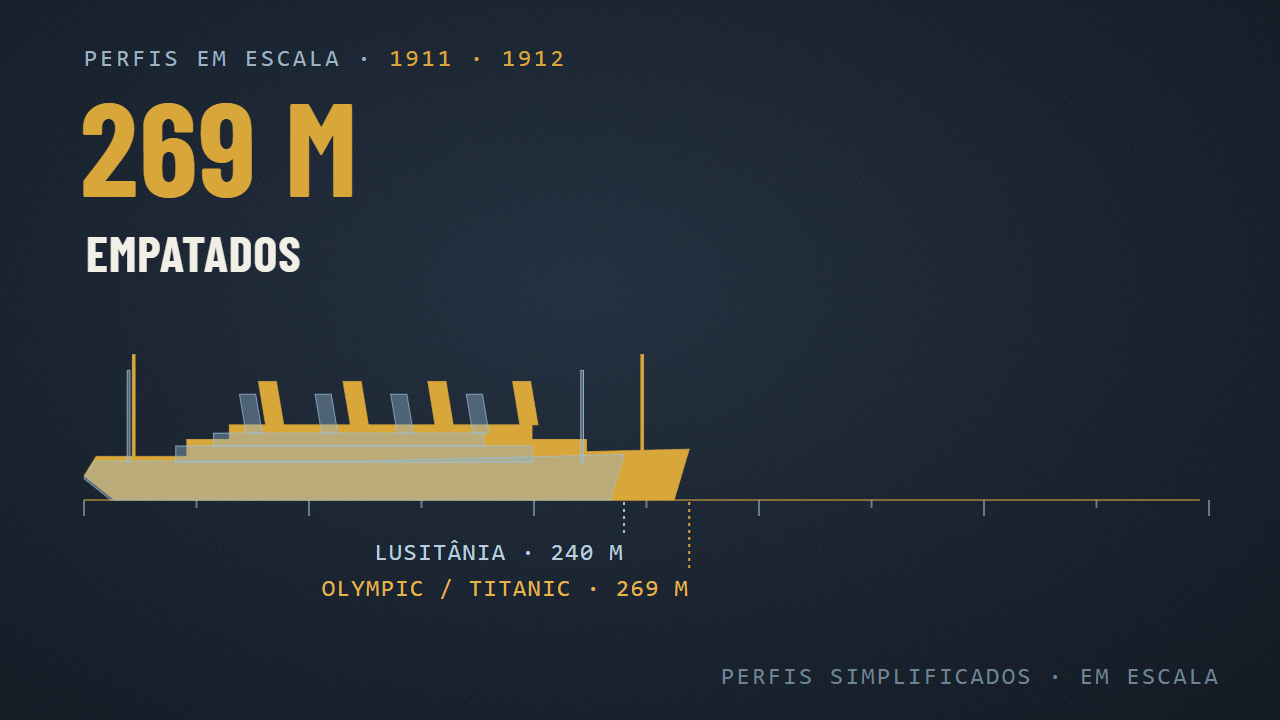 PERFIS EM ESCALA · 1911 · 1912
269 M
EMPATADOS
LUSITÂNIA · 240 M
OLYMPIC / TITANIC · 269 M
PERFIS SIMPLIFICADOS · EM ESCALA